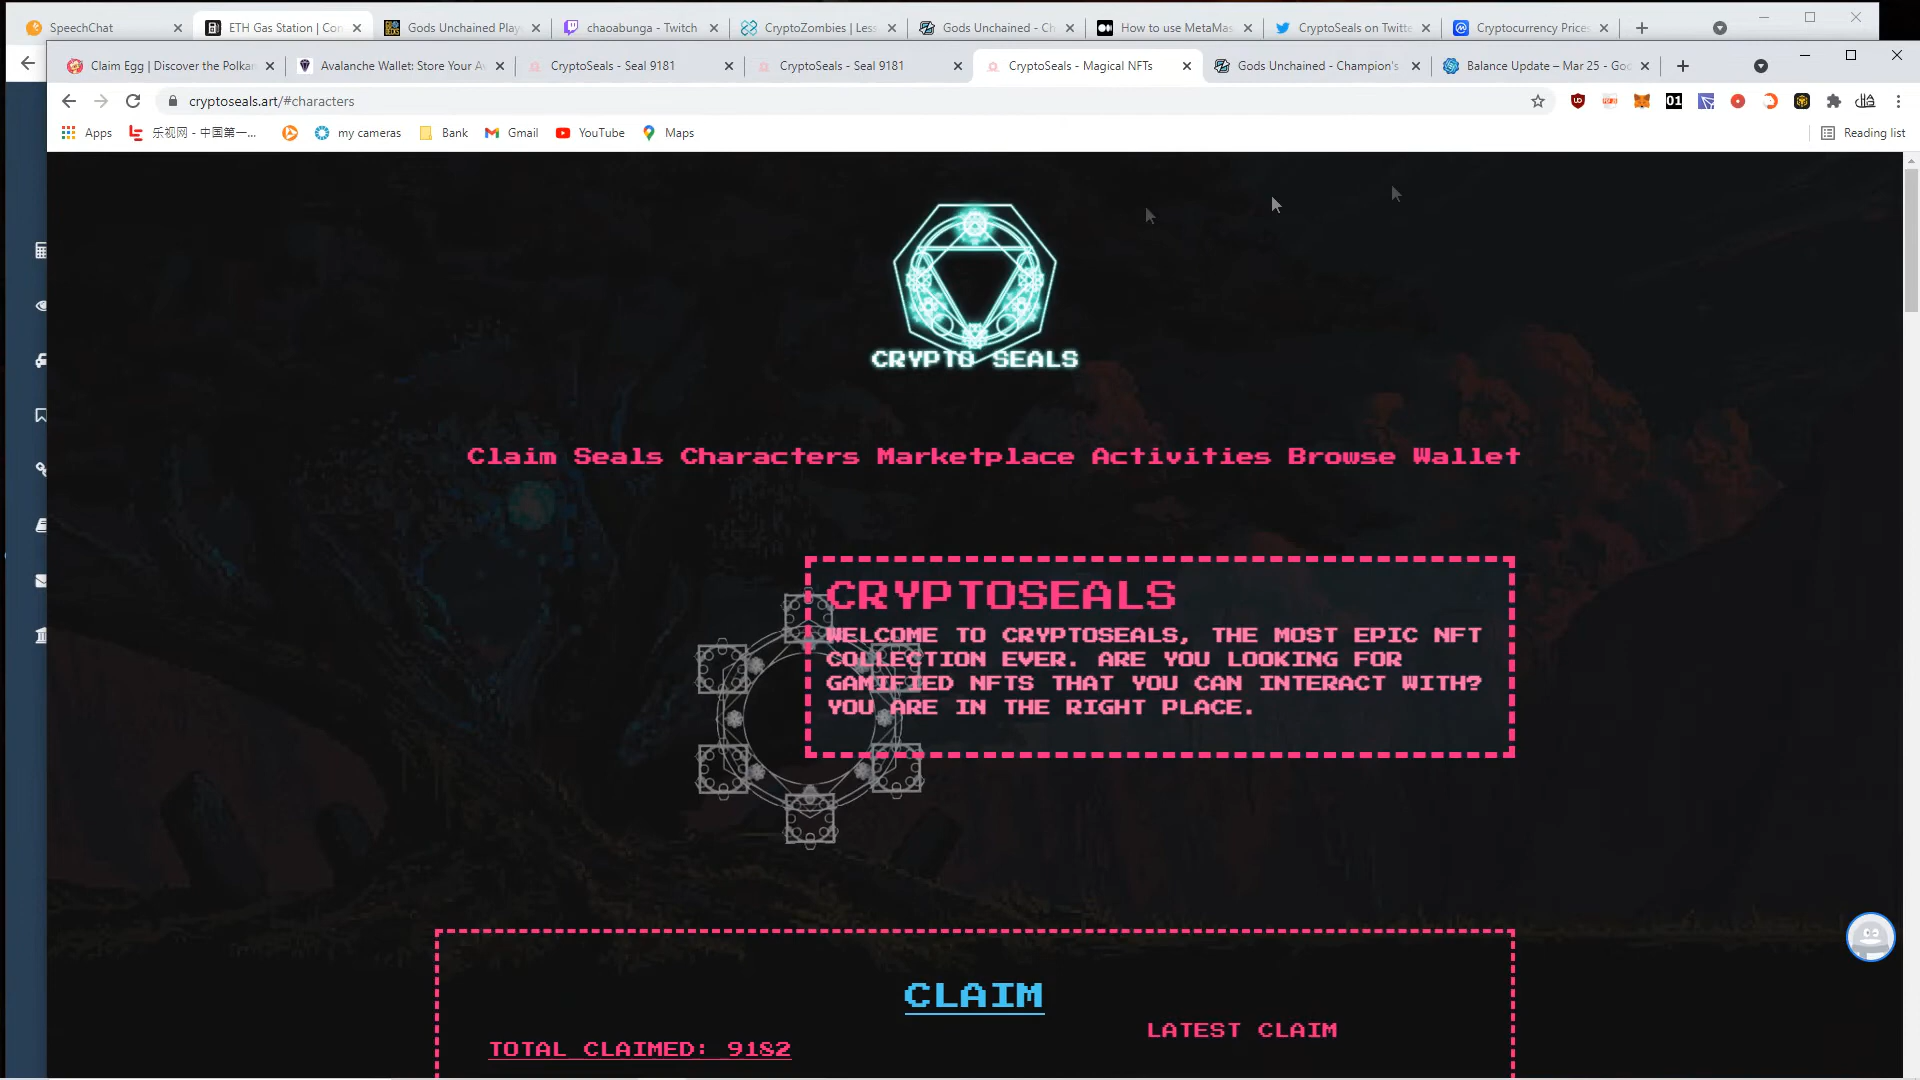 SpeechChat
ETH Gas Station | Con
Gods Unchained Play
chaoabunga - Twitch
CryptoZombies | Less
Gods Unchained - Ch
How to use MetaMas
CryptoSeals on Twitte
Cryptocurrency Prices
Claim Egg | Discover the Polkan
Avalanche Wallet: Store Your Av
CryptoSeals - Seal 9181
CryptoSeals - Seal 9181
CryptoSeals - Magical NFTs
Gods Unchained - Champion's
Balance Update – Mar 25 - Go
cryptoseals.art/#characters
01
Apps
乐视网 - 中国第一...
my cameras
Bank
Gmail
YouTube
Maps
Reading list
CRYPTO SEALS
Claim Seals Characters Marketplace Activities Browse Wallet
CRYPTOSEALS
WELCOME TO CRYPTOSEALS, THE MOST EPIC NFT
COLLECTION EVER. ARE YOU LOOKING FOR
GAMIFIED NFTS THAT YOU CAN INTERACT WITH?
YOU ARE IN THE RIGHT PLACE.
CLAIM
LATEST CLAIM
TOTAL CLAIMED: 9182